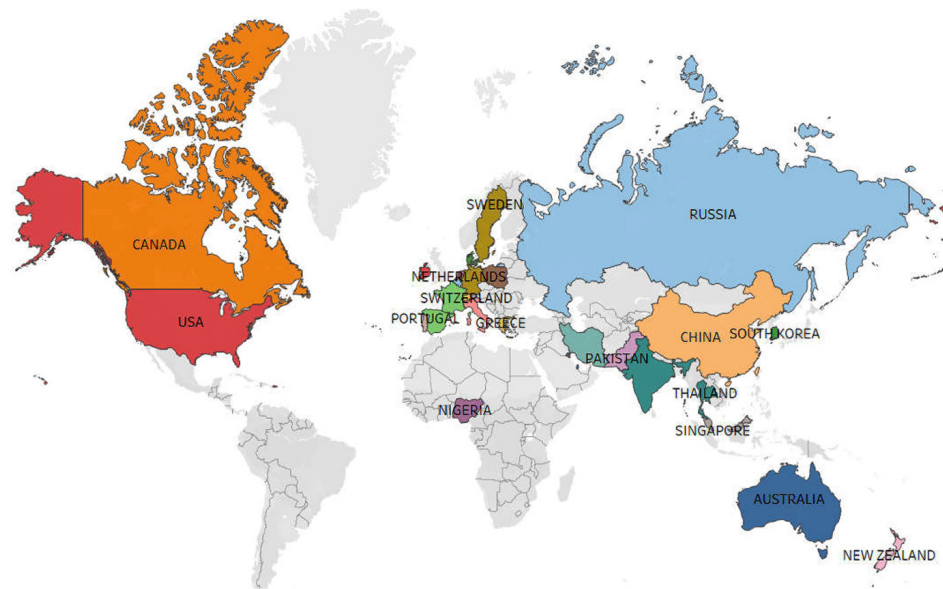 SWEDEN
RUSSIA
CANADA
NETHERLANDS
SWITZERLAND
PORTUGAL
GREECE
USA
SOUTH KOREA
CHINA
PAKISTAN
THAILAND
NIGERIA
SINGAPORE
AUSTRALIA
NEW ZEALAND